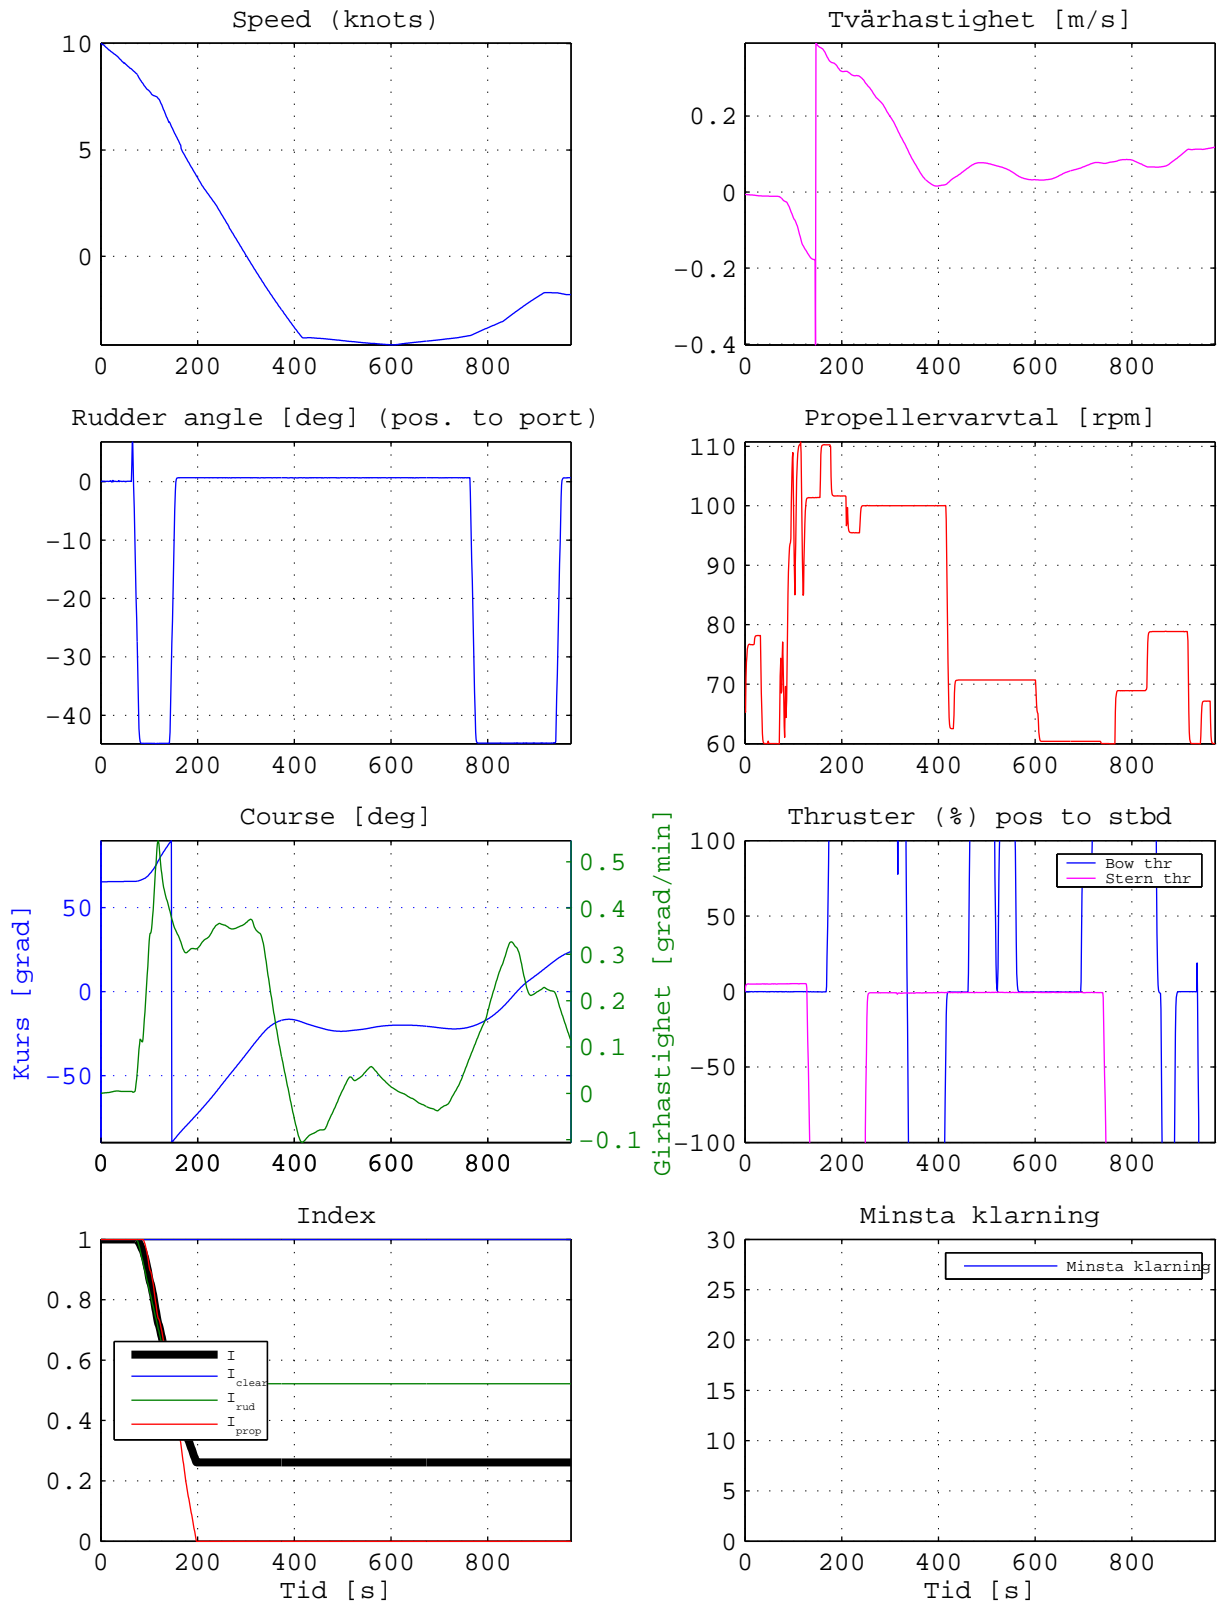 Speed (knots)
10
5
0
0 200 400 600 800
Tvärhastighet [m/s]
0.2
0
−0.2
−0.4
0 200 400 600 800
Rudder angle [deg] (pos. to port)
0
−10
−20
−30
−40
0 200 400 600 800
Propellervarvtal [rpm]
110
100
90
80
70
60
0 200 400 600 800
Course [deg]
Kurs [grad]
50
0
−50
0 200 400 600 800
0.5
0.4
0.3
0.2
0.1
0
−0.1
Girhastighet [grad/min]
Thruster (%) pos to stbd
100
50
0
−50
−100
Bow thr
Stern thr
0 200 400 600 800
Index
1
0.8
0.6
0.4
0.2
0
I
I clear
I rud
I prop
0 200 400 600 800
Tid [s]
Minsta klarning
30
25
20
15
10
5
0
Minsta klarning
0 200 400 600 800
Tid [s]